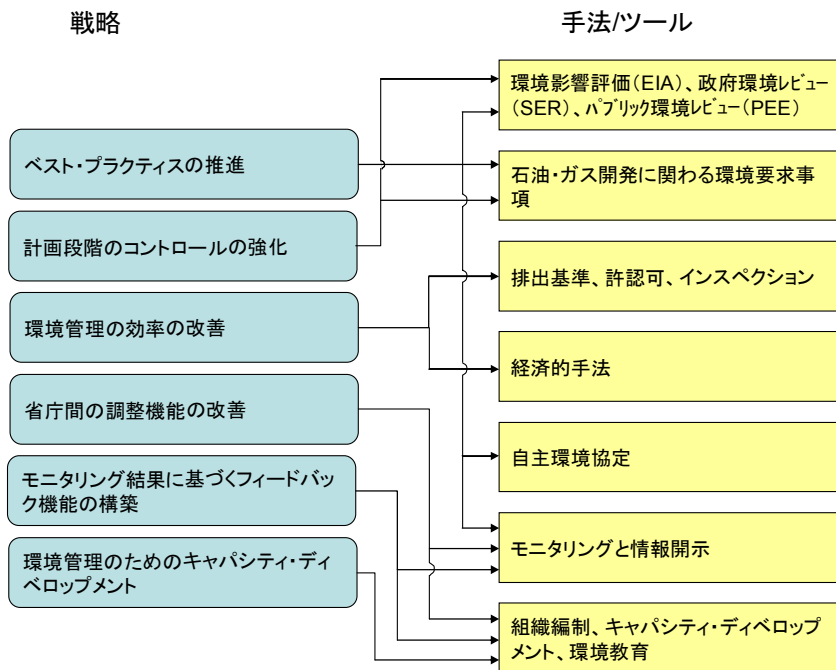 戦略
手法/ツール
ベスト・プラクティスの推進
計画段階のコントロールの強化
環境管理の効率の改善
省庁間の調整機能の改善
モニタリング結果に基づくフィードバッ
ク機能の構築
環境管理のためのキャパシティ・ディ
ベロップメント
環境影響評価(EIA)、政府環境ﾚﾋﾞｭｰ
(SER)、ﾊﾟﾌﾞﾘｯｸ環境ﾚﾋﾞｭｰ(PEE)
石油・ガス開発に関わる環境要求事
項
排出基準、許認可、インスペクション
経済的手法
自主環境協定
モニタリングと情報開示
組織編制、キャパシティ・ディベロップ
メント、環境教育